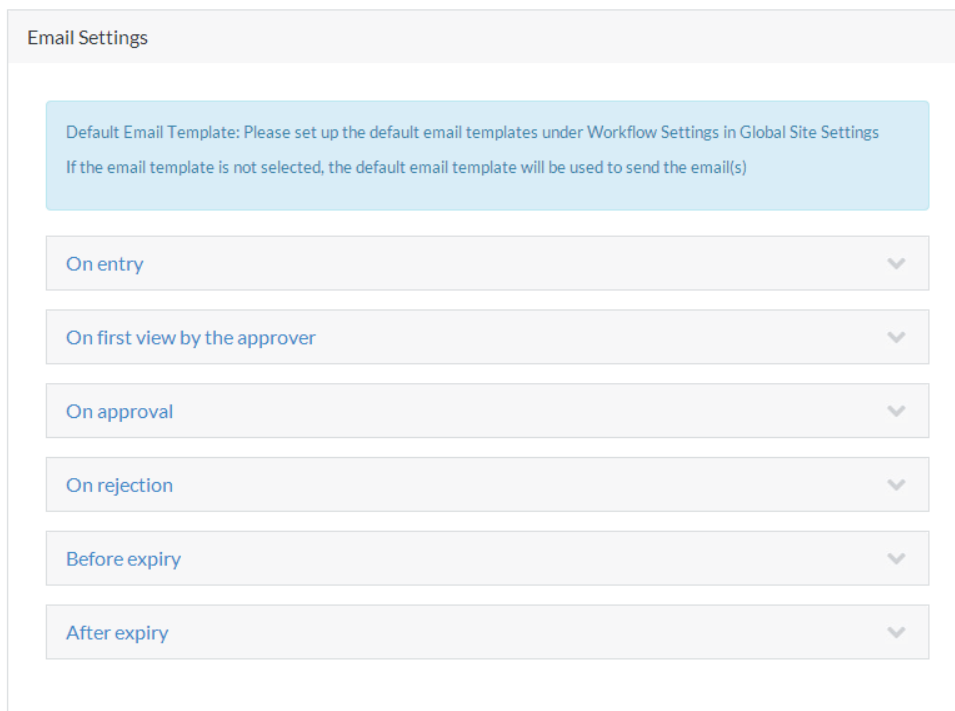 Email Settings
Default Email Template: Please set up the default email templates under Workflow Settings in Global Site Settings
If the email template is not selected, the default email template will be used to send the email(s)
On entry
On first view by the approver
On approval
On rejection
Before expiry
After expiry